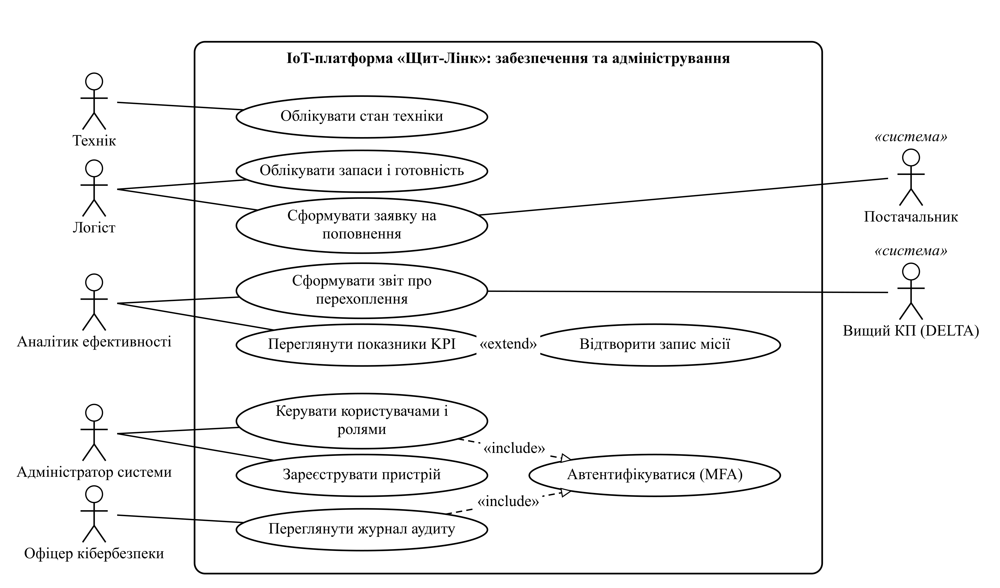 ІоТ-платформа «Щит-Лінк»: забезпечення та адміністрування
Технік
Облікувати стан техніки
Логіст
Облікувати запаси і готовність
Сформувати заявку на
поповнення
«система»
Постачальник
Аналітик ефективності
Сформувати звіт про
перехоплення
«система»
Вищий КП (DELTA)
Переглянути показники KPI
«extend»
Відтворити запис місії
Адміністратор системи
Керувати користувачами і
ролями
«include»
Зареєструвати пристрій
Автентифікуватися (MFA)
«include»
Офіцер кібербезпеки
Переглянути журнал аудиту